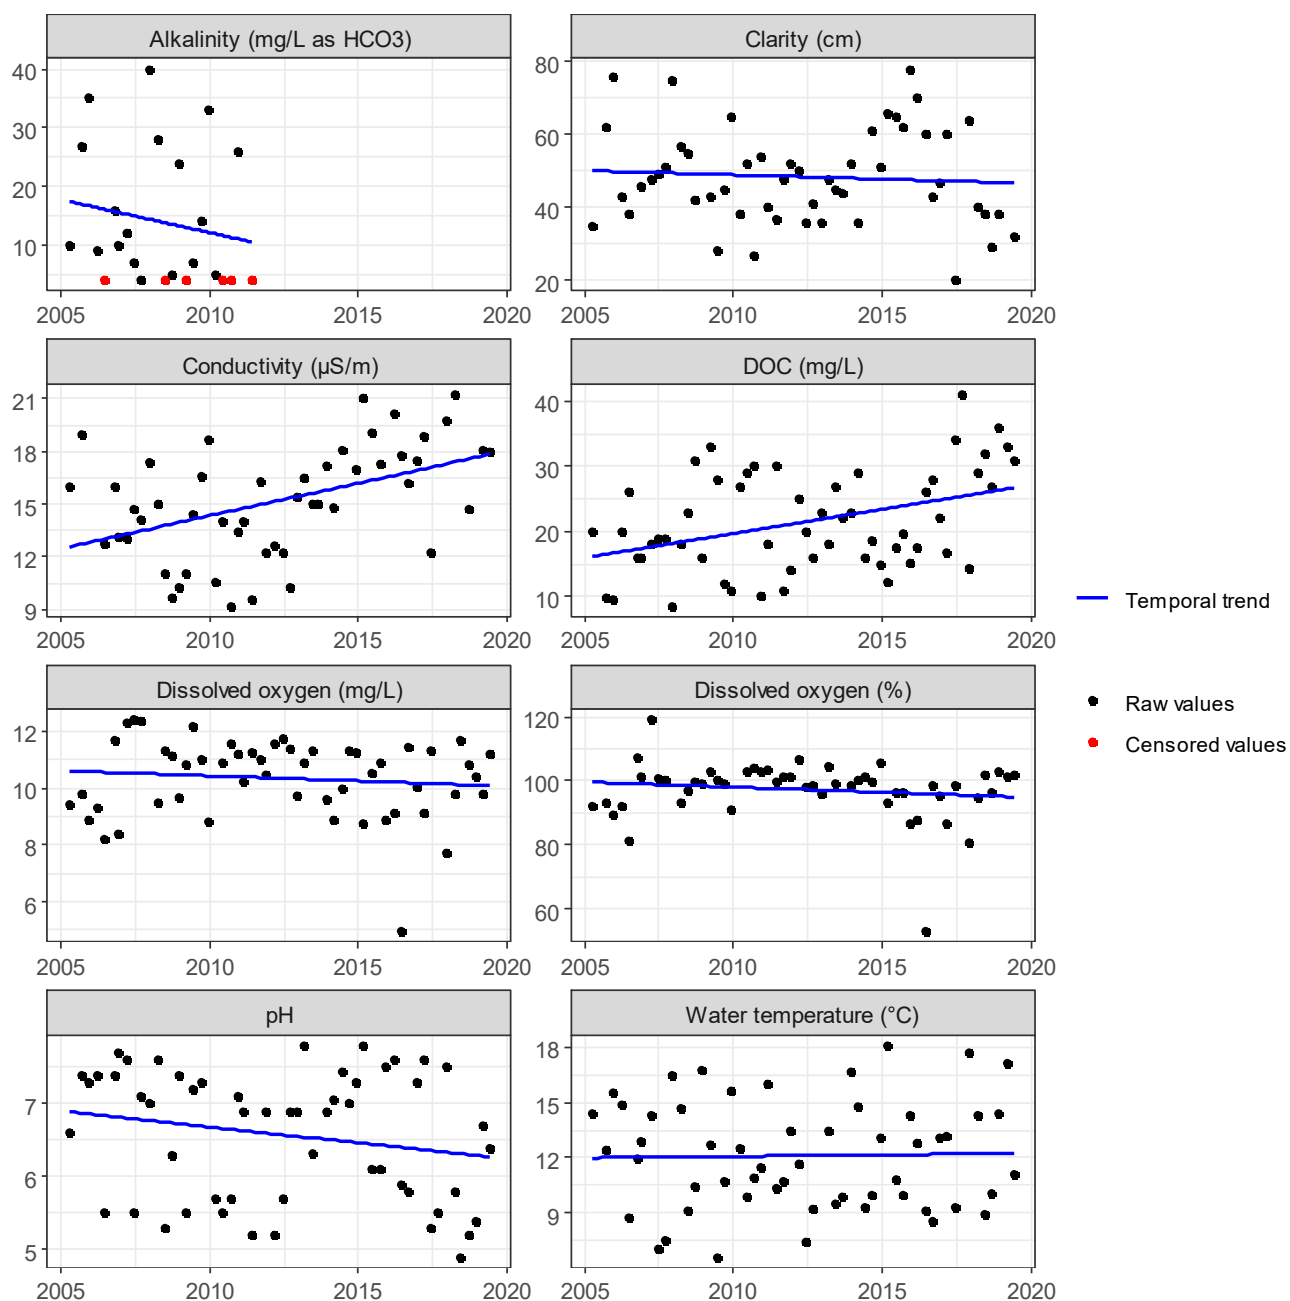 Alkalinity (mg/L as HCO3)
40
30
20
10
2005 2010 2015 2020
Clarity (cm)
80
60
40
20
2005 2010 2015 2020
Conductivity (µS/m)
21
18
15
12
9
2005 2010 2015 2020
DOC (mg/L)
40
30
20
10
2005 2010 2015 2020
Dissolved oxygen (mg/L)
12
10
8
6
2005 2010 2015 2020
Dissolved oxygen (%)
120
100
80
60
2005 2010 2015 2020
pH
7
6
5
2005 2010 2015 2020
Water temperature (°C)
18
15
12
9
2005 2010 2015 2020
Temporal trend
Raw values
Censored values